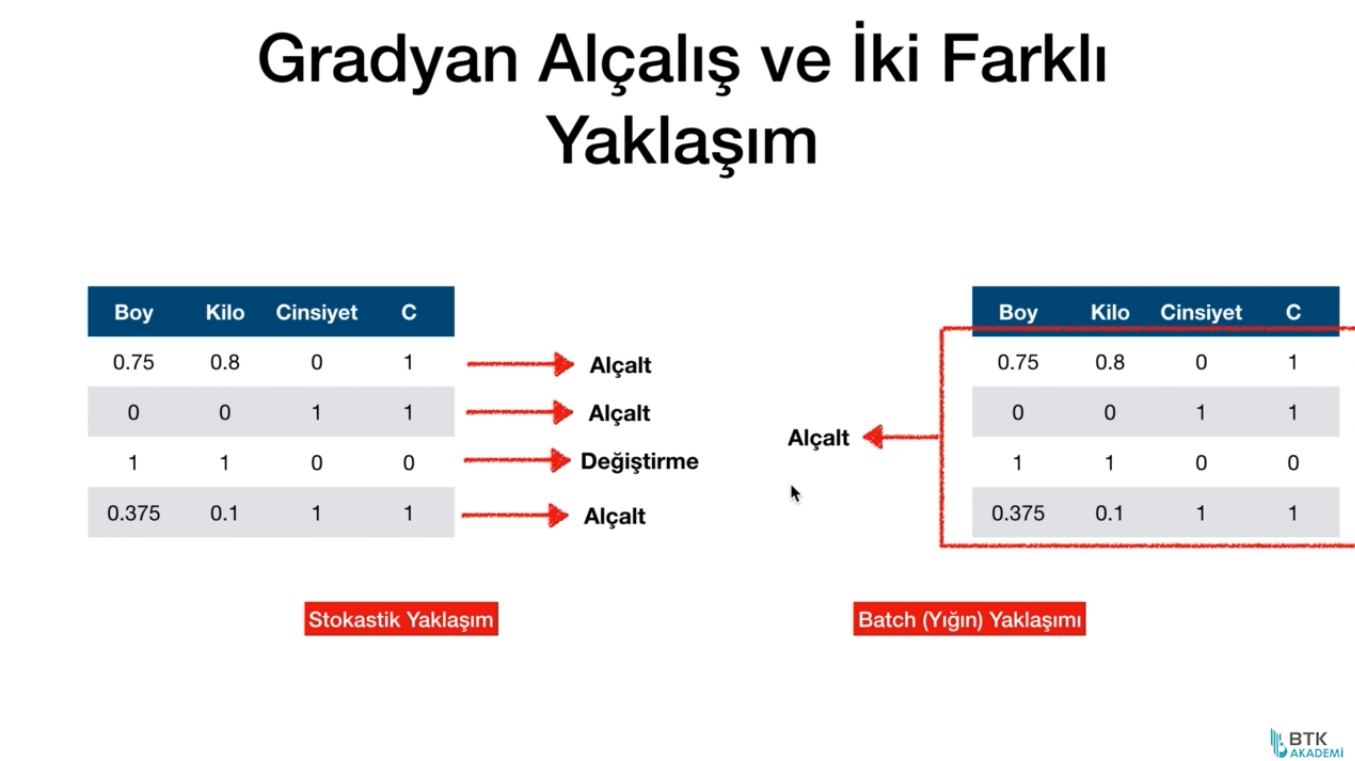 Gradyan Alçalış ve İki Farklı
Yaklaşım
Boy Kilo Cinsiyet C
0.75 0.8 0 1
0 0 1 1
1 1 0 0
0.375 0.1 1 1
Alçalt
Alçalt
Değiştirme
Alçalt
Stokastik Yaklaşım
Alçalt
Boy Kilo Cinsiyet C
0.75 0.8 0 1
0 0 1 1
1 1 0 0
0.375 0.1 1 1
Batch (Yığın) Yaklaşımı
BTK
AKADEMİ